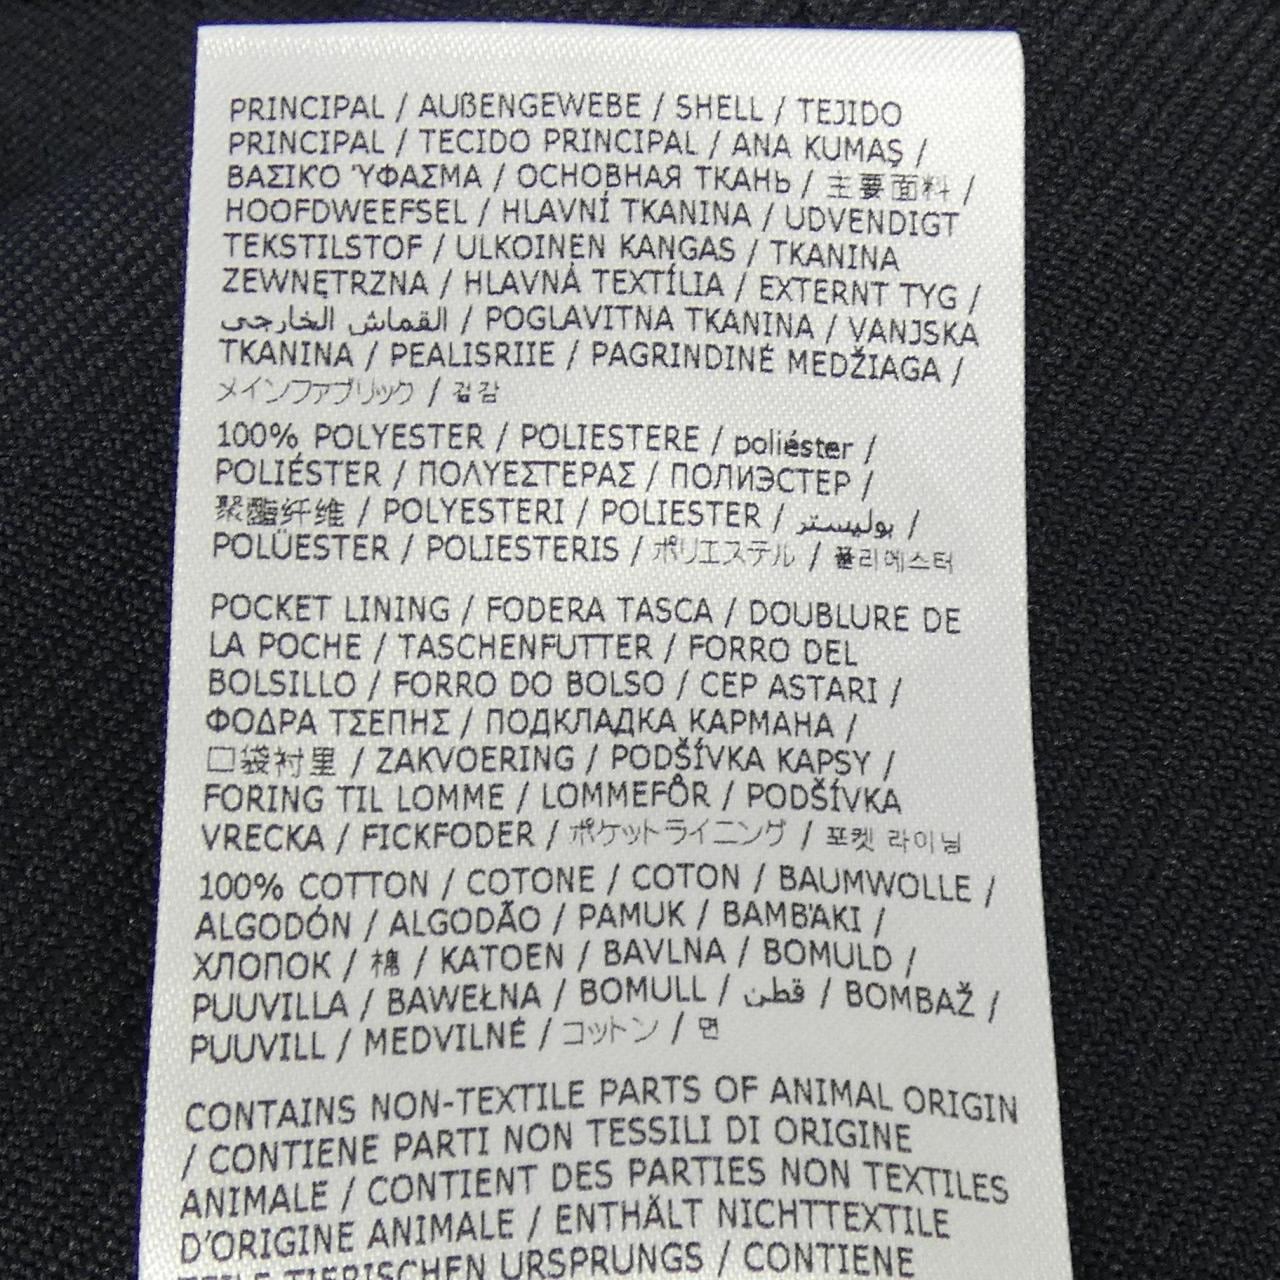 PRINCIPAL / AUßENGEWEBE / SHELL / TEJIDO
PRINCIPAL / TECIDO PRINCIPAL / ANA KUMAŞ /
ΒΑΣΙΚΌ ΎΦΑΣΜΑ / ОСНОВНАЯ ТКАНЬ / 主要面料 /
HOOFDWEEFSEL / HLAVNÍ TKANINA / UDVENDIGT
TEKSTILSTOF / ULKOINEN KANGAS / TKANINA
ZEWNĘTRZNA / HLAVNÁ TEXTÍLIA / EXTERNT TYG /
القماش الخارجي / POGLAVITNA TKANINA / VANJSKA
TKANINA / PEALISRIIE / PAGRINDINĖ MEDŽIAGA /
メインファブリック / 겉감
100% POLYESTER / POLIESTERE / poliéster /
POLIÉSTER / ΠΟΛΥΕΣΤΕΡΑΣ / ПОЛИЭСТЕР /
聚酯纤维 / POLYESTERI / POLIESTER / بوليستر /
POLÜESTER / POLIESTERIS / ポリエステル / 폴리에스터
POCKET LINING / FODERA TASCA / DOUBLURE DE
LA POCHE / TASCHENFUTTER / FORRO DEL
BOLSILLO / FORRO DO BOLSO / CEP ASTARI /
ΦΟΔΡΑ ΤΣΕΠΗΣ / ПОДКЛАДКА КАРМАНА /
口袋衬里 / ZAKVOERING / PODŠÍVKA KAPSY /
FORING TIL LOMME / LOMMEFÔR / PODŠÍVKA
VRECKA / FICKFODER / ポケットライニング / 포켓 라이닝
100% COTTON / COTONE / COTON / BAUMWOLLE /
ALGODÓN / ALGODÃO / PAMUK / ΒΑΜΒΆΚΙ /
ХЛОПОК / 棉 / KATOEN / BAVLNA / BOMULD /
PUUVILLA / BAWEŁNA / BOMULL / قطن / BOMBAŽ /
PUUVILL / MEDVILNĖ / コットン / 면
CONTAINS NON-TEXTILE PARTS OF ANIMAL ORIGIN
/ CONTIENE PARTI NON TESSILI DI ORIGINE
ANIMALE / CONTIENT DES PARTIES NON TEXTILES
D'ORIGINE ANIMALE / ENTHÄLT NICHTTEXTILE
TEILE TIERISCHEN URSPRUNGS / CONTIENE